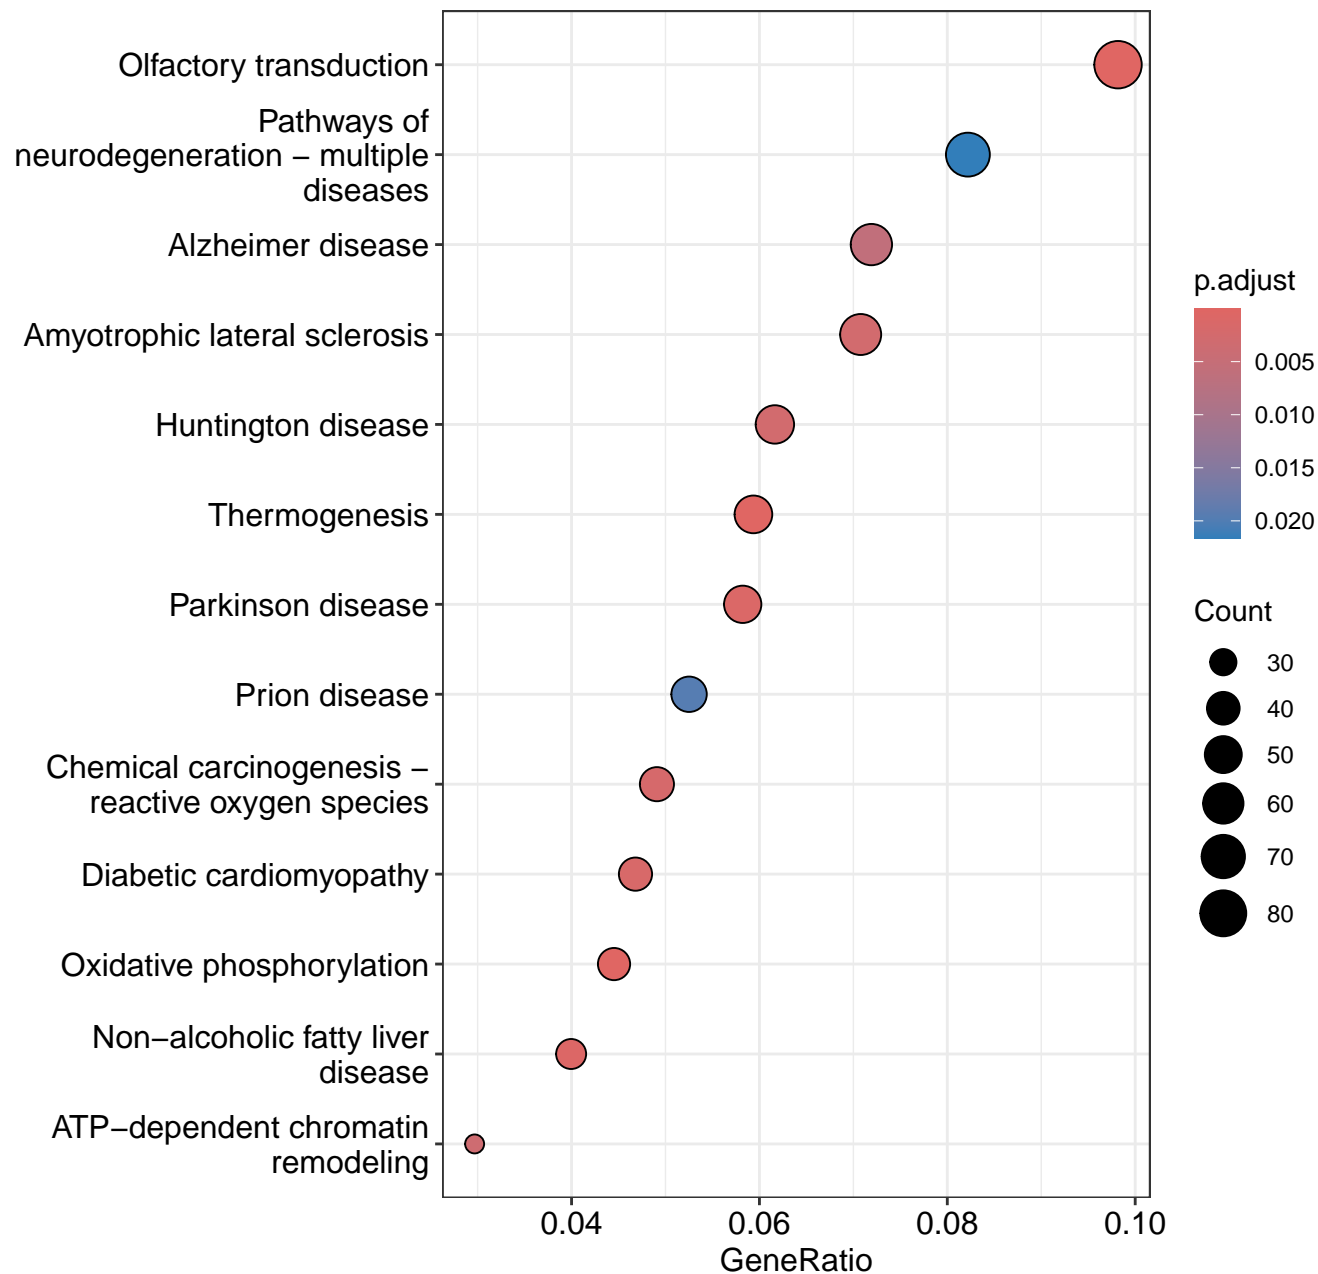 Olfactory transduction
Pathways of
neurodegeneration − multiple
diseases
Alzheimer disease
Amyotrophic lateral sclerosis
Huntington disease
Thermogenesis
Parkinson disease
Prion disease
Chemical carcinogenesis −
reactive oxygen species
Diabetic cardiomyopathy
Oxidative phosphorylation
Non−alcoholic fatty liver
disease
ATP−dependent chromatin
remodeling
0.04 0.06 0.08 0.10
GeneRatio
p.adjust
0.005
0.010
0.015
0.020
Count
30
40
50
60
70
80